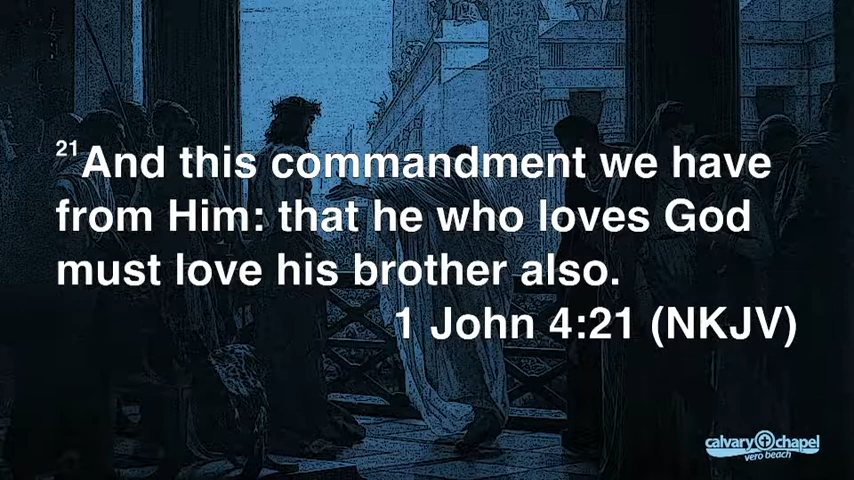 21And this commandment we have
from Him: that he who loves God
must love his brother also.
1 John 4:21 (NKJV)
calvary chapel
vero beach